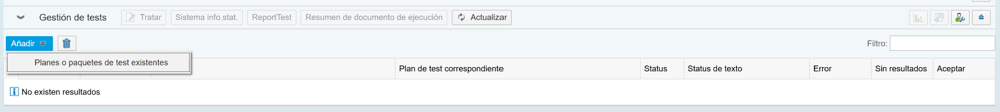 Gestión de tests Tratar Sistema info.stat. ReportTest Resumen de documento de ejecución Actualizar
Añadir Filtro:
Planes o paquetes de test existentes
Plan de test correspondiente Status Status de texto Error Sin resultados Aceptar
No existen resultados